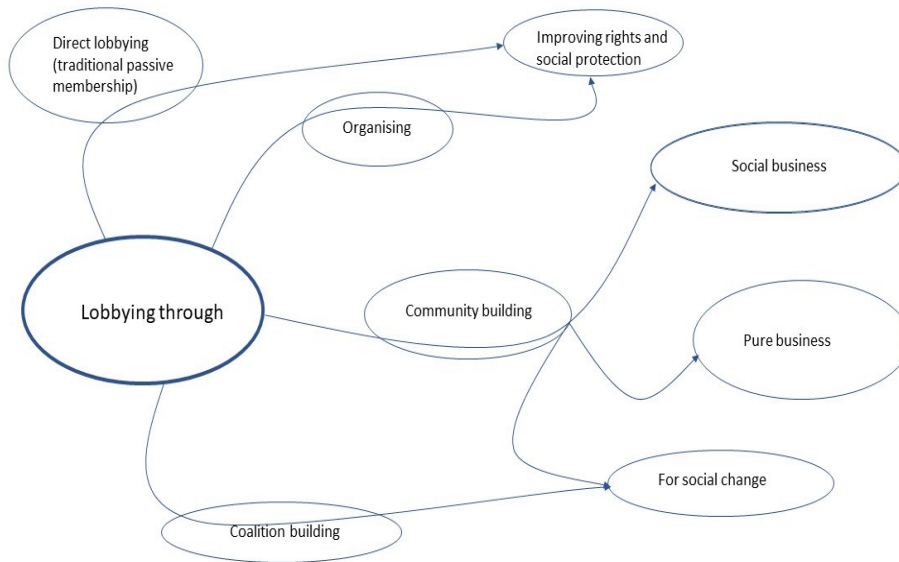 Direct lobbying
(traditional passive
membership)
Improving rights and
social protection
Organising
Social business
Lobbying through
Community building
Pure business
For social change
Coalition building